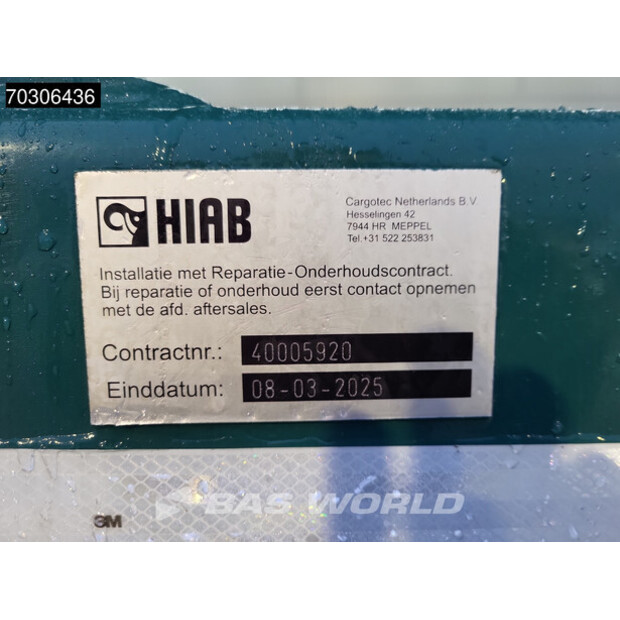 70306436
HIAB
Cargotec Netherlands B.V.
Hesselingen 42
7944 HR MEPPEL
Tel.+31 522 253831
Installatie met Reparatie-Onderhoudscontract.
Bij reparatie of onderhoud eerst contact opnemen
met de afd. aftersales.
Contractnr.: 40005920
Einddatum: 08-03-2025
BAS WORLD
3M